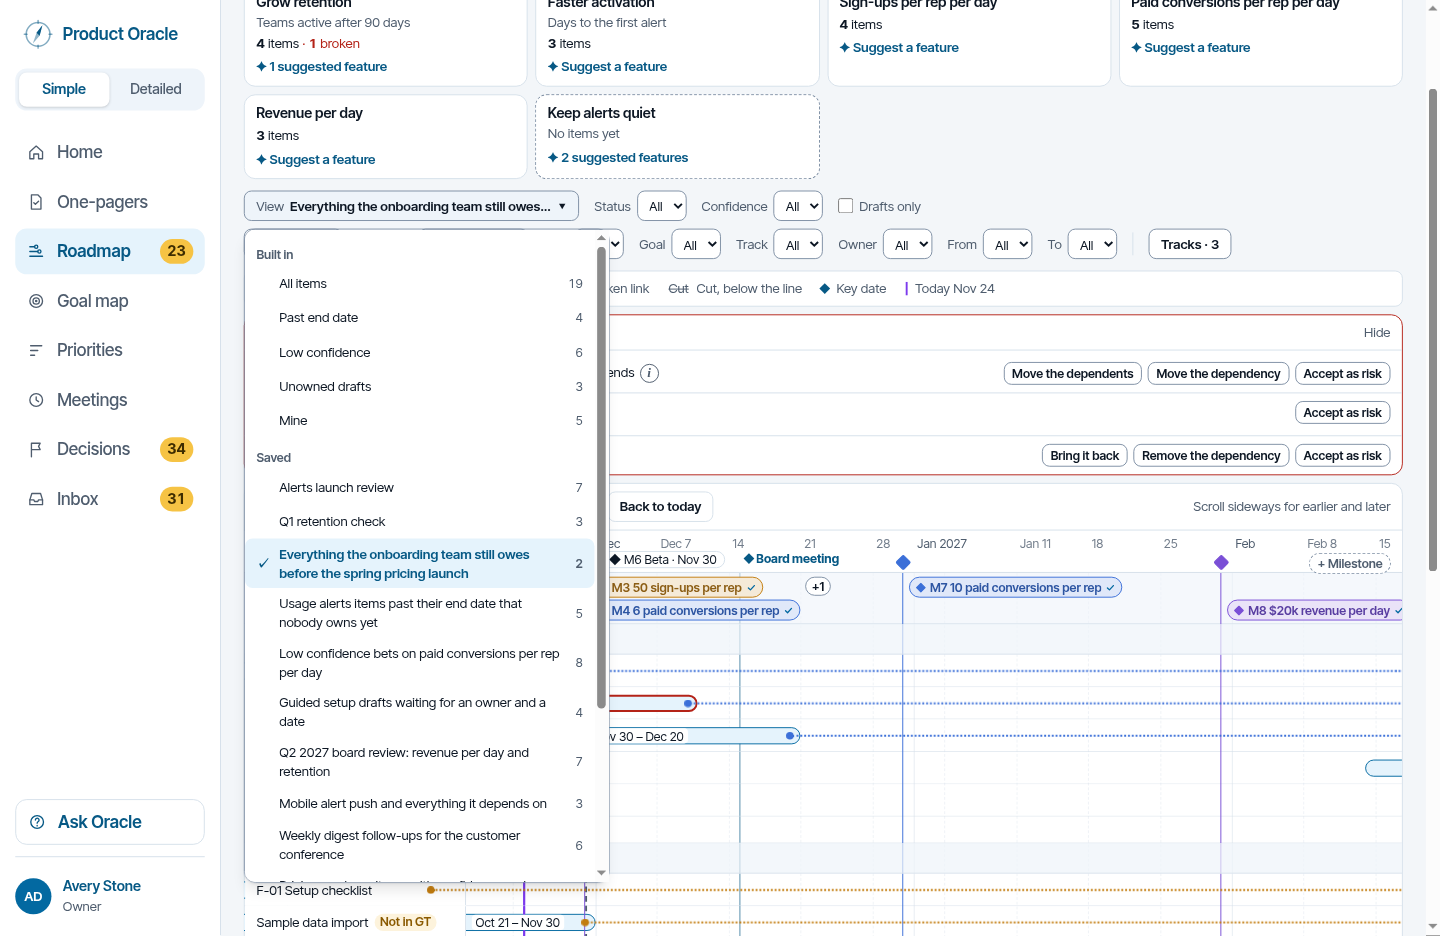 Product Oracle
Simple
Detailed
Home
One-pagers
Roadmap 23
Goal map
Priorities
Meetings
Decisions 34
Inbox 31
Ask Oracle
AD
Avery Stone
Owner
Grow retention
Teams active after 90 days
4 items · 1 broken
1 suggested feature
Faster activation
Days to the first alert
3 items
Suggest a feature
Sign-ups per rep per day
4 items
Suggest a feature
Paid conversions per rep per day
5 items
Suggest a feature
Revenue per day
3 items
Suggest a feature
Keep alerts quiet
No items yet
2 suggested features
View Everything the onboarding team still owes...
Status All
Confidence All
Drafts only
Goal All
Track All
Owner All
From All
To All
Tracks · 3
Built in
All items 19
Past end date 4
Low confidence 6
Unowned drafts 3
Mine 5
Saved
Alerts launch review 7
Q1 retention check 3
✓ Everything the onboarding team still owes
before the spring pricing launch 2
Usage alerts items past their end date that
nobody owns yet 5
Low confidence bets on paid conversions per rep
per day 8
Guided setup drafts waiting for an owner and a
date 4
Q2 2027 board review: revenue per day and
retention 7
Mobile alert push and everything it depends on 3
Weekly digest follow-ups for the customer
conference 6
ken link
Cut Cut, below the line
Key date
Today Nov 24
Hide
ends i
Move the dependents
Move the dependency
Accept as risk
Accept as risk
Bring it back
Remove the dependency
Accept as risk
Back to today
Scroll sideways for earlier and later
ec
Dec 7
14
21
28
Jan 2027
Jan 11
18
25
Feb
Feb 8
15
M6 Beta · Nov 30
Board meeting
+ Milestone
M3 50 sign-ups per rep ✓
+1
M7 10 paid conversions per rep ✓
M4 6 paid conversions per rep ✓
M8 $20k revenue per day ✓
v 30 – Dec 20
F-01 Setup checklist
Sample data import Not in GT
Oct 21 – Nov 30